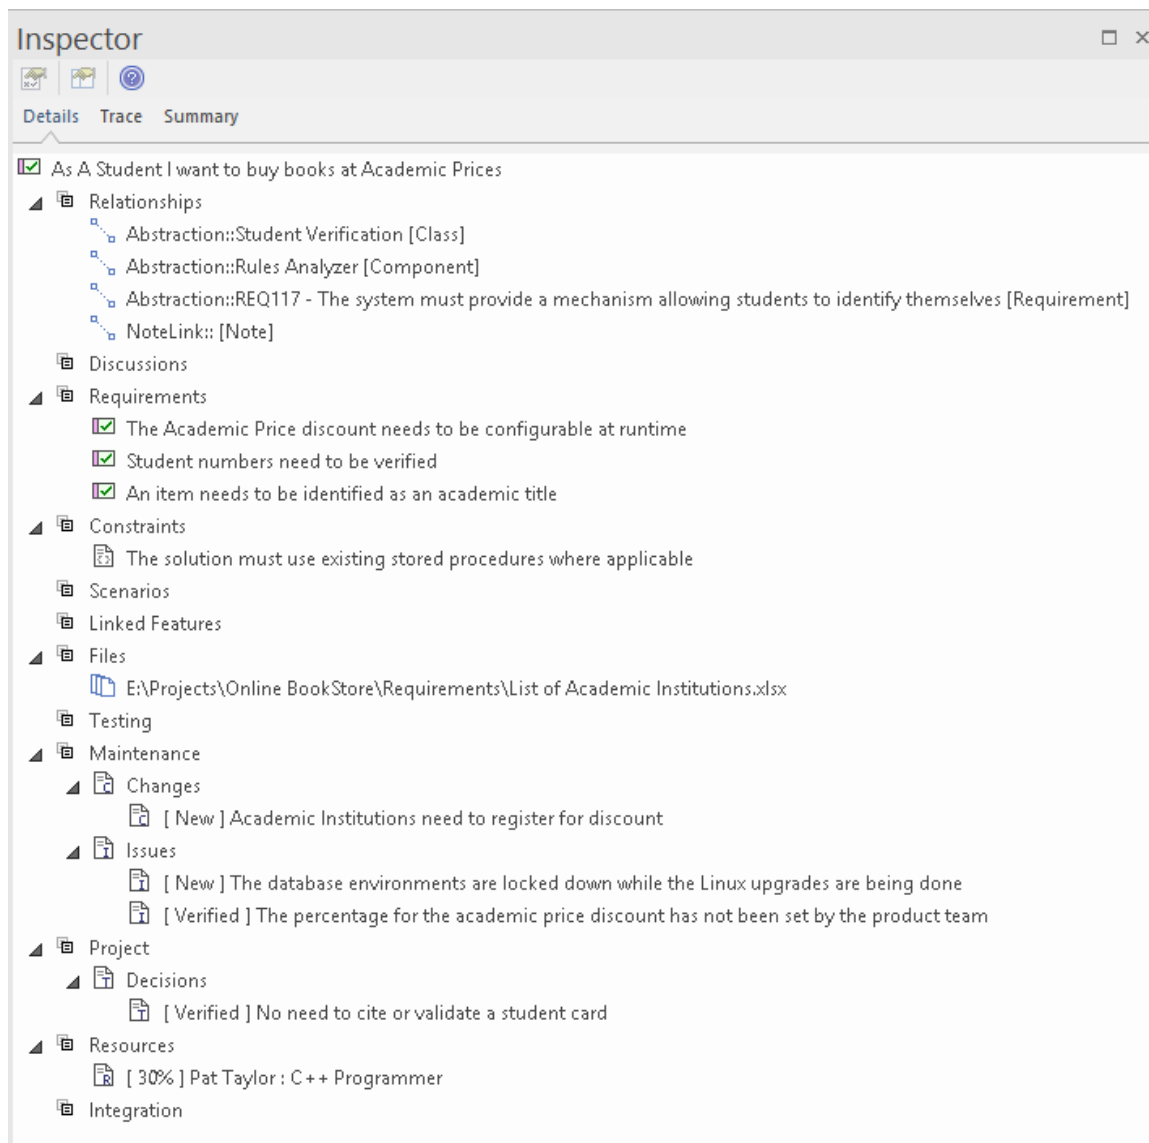 Inspector
Details Trace Summary
As A Student I want to buy books at Academic Prices
Relationships
Abstraction::Student Verification [Class]
Abstraction::Rules Analyzer [Component]
Abstraction::REQ117 - The system must provide a mechanism allowing students to identify themselves [Requirement]
NoteLink:: [Note]
Discussions
Requirements
The Academic Price discount needs to be configurable at runtime
Student numbers need to be verified
An item needs to be identified as an academic title
Constraints
The solution must use existing stored procedures where applicable
Scenarios
Linked Features
Files
E:\Projects\Online BookStore\Requirements\List of Academic Institutions.xlsx
Testing
Maintenance
Changes
[ New ] Academic Institutions need to register for discount
Issues
[ New ] The database environments are locked down while the Linux upgrades are being done
[ Verified ] The percentage for the academic price discount has not been set by the product team
Project
Decisions
[ Verified ] No need to cite or validate a student card
Resources
[ 30% ] Pat Taylor : C++ Programmer
Integration